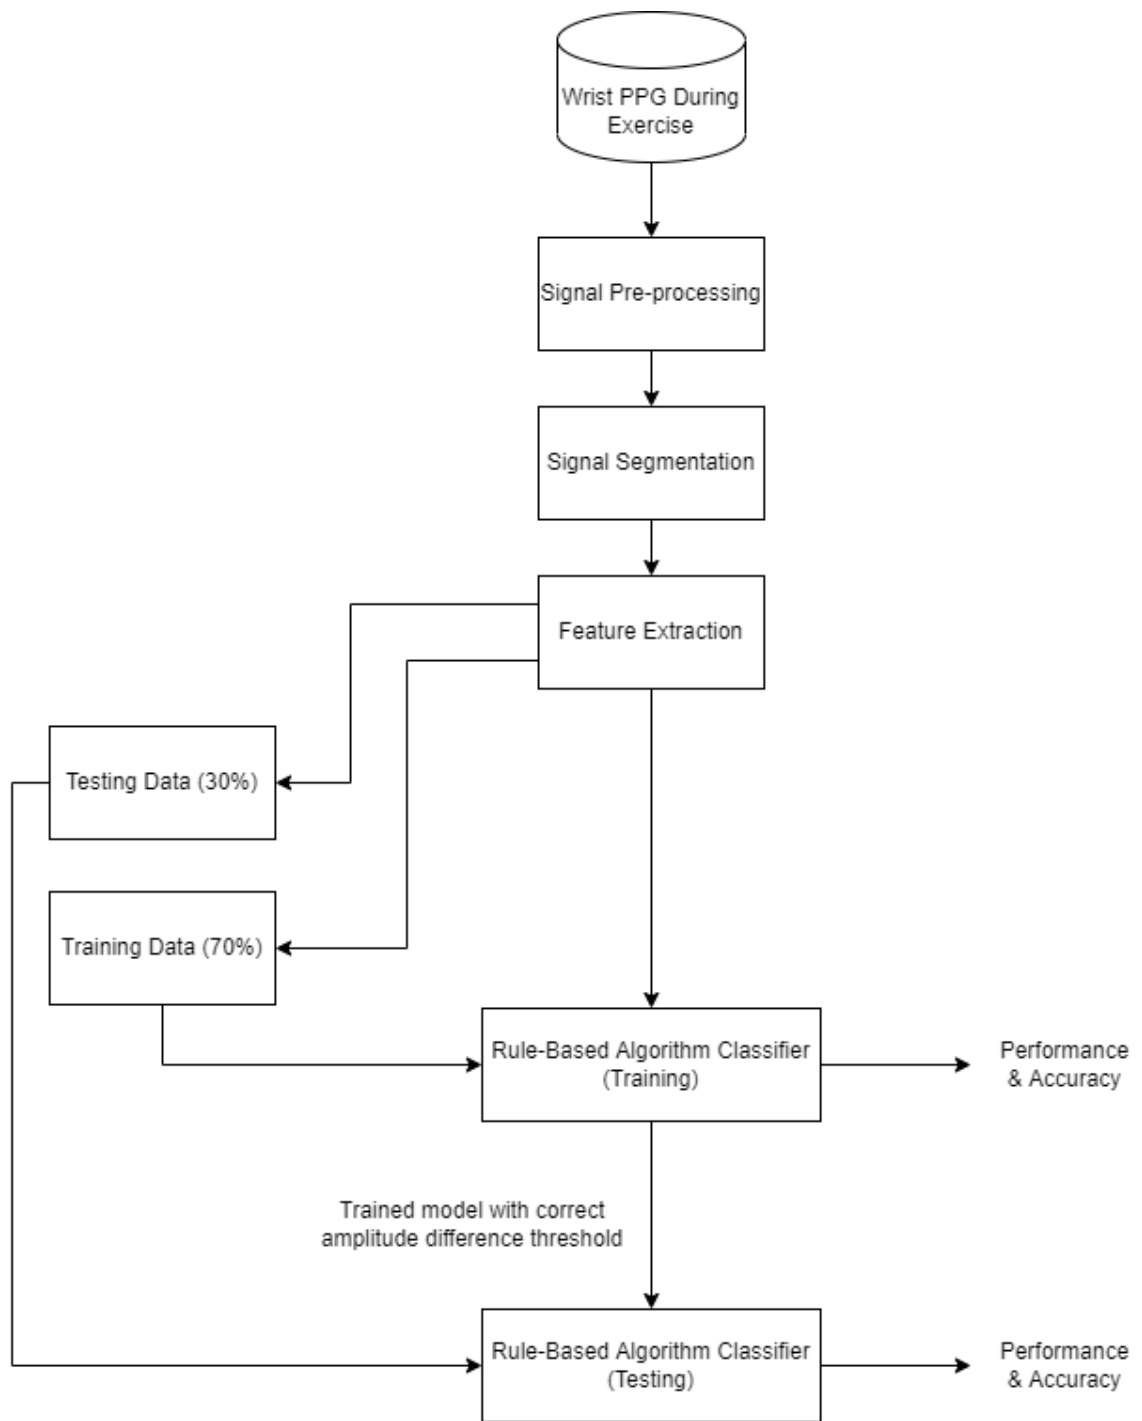 Wrist PPG During
Exercise
Signal Pre-processing
Signal Segmentation
Feature Extraction
Testing Data (30%)
Training Data (70%)
Rule-Based Algorithm Classifier
(Training)
Performance
& Accuracy
Trained model with correct
amplitude difference threshold
Rule-Based Algorithm Classifier
(Testing)
Performance
& Accuracy